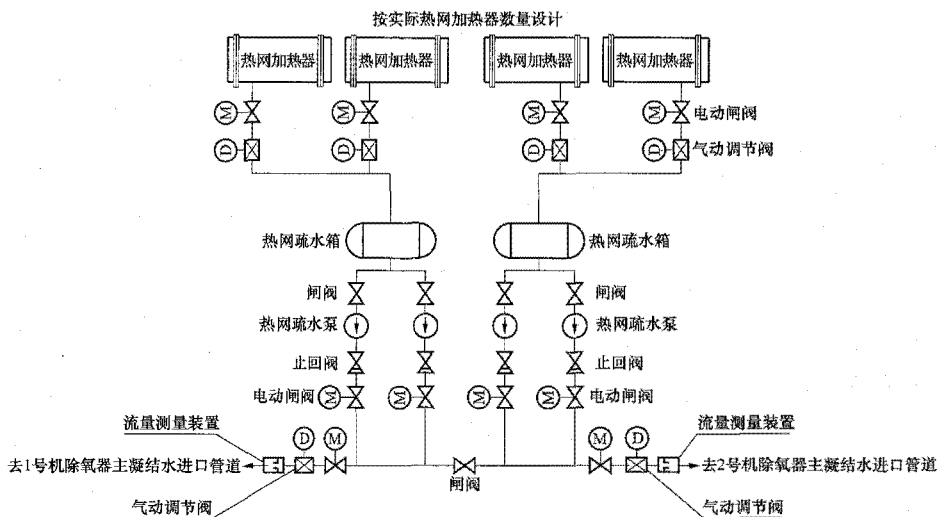 按实际热网加热器数量设计
热网加热器 热网加热器 热网加热器 热网加热器
M M M M 电动闸阀
D D D D 气动调节阀
热网疏水箱 热网疏水箱
闸阀 闸阀
热网疏水泵 热网疏水泵
止回阀 止回阀
电动闸阀 M M M M 电动闸阀
流量测量装置 流量测量装置
D M M D
去1号机除氧器主凝结水进口管道 去2号机除氧器主凝结水进口管道
闸阀
气动调节阀 气动调节阀